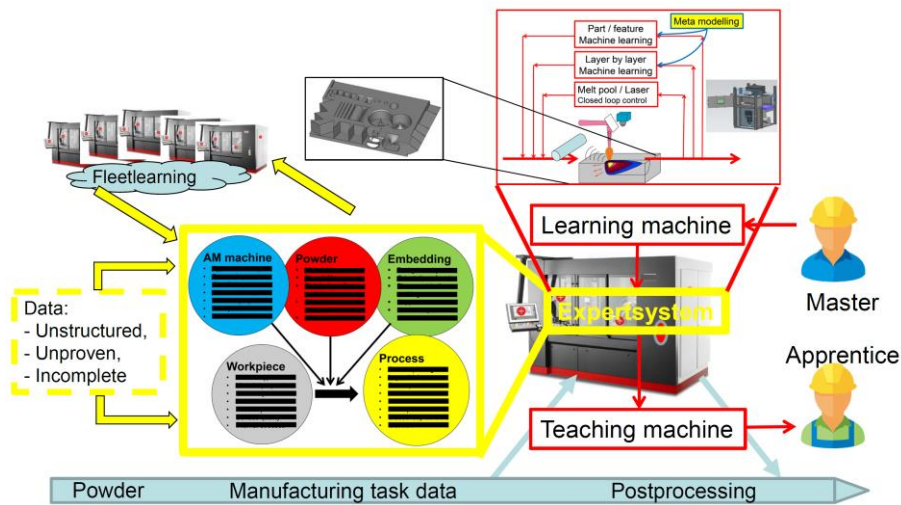 Meta modelling
Part / feature
Machine learning
Layer by layer
Machine learning
Melt pool / Laser
Closed loop control
Fleetlearning
Learning machine
Master
AM machine
Powder
Embedding
Data:
- Unstructured,
- Unproven,
- Incomplete
Expertsystem
Workpiece
Process
Apprentice
Teaching machine
Powder
Manufacturing task data
Postprocessing